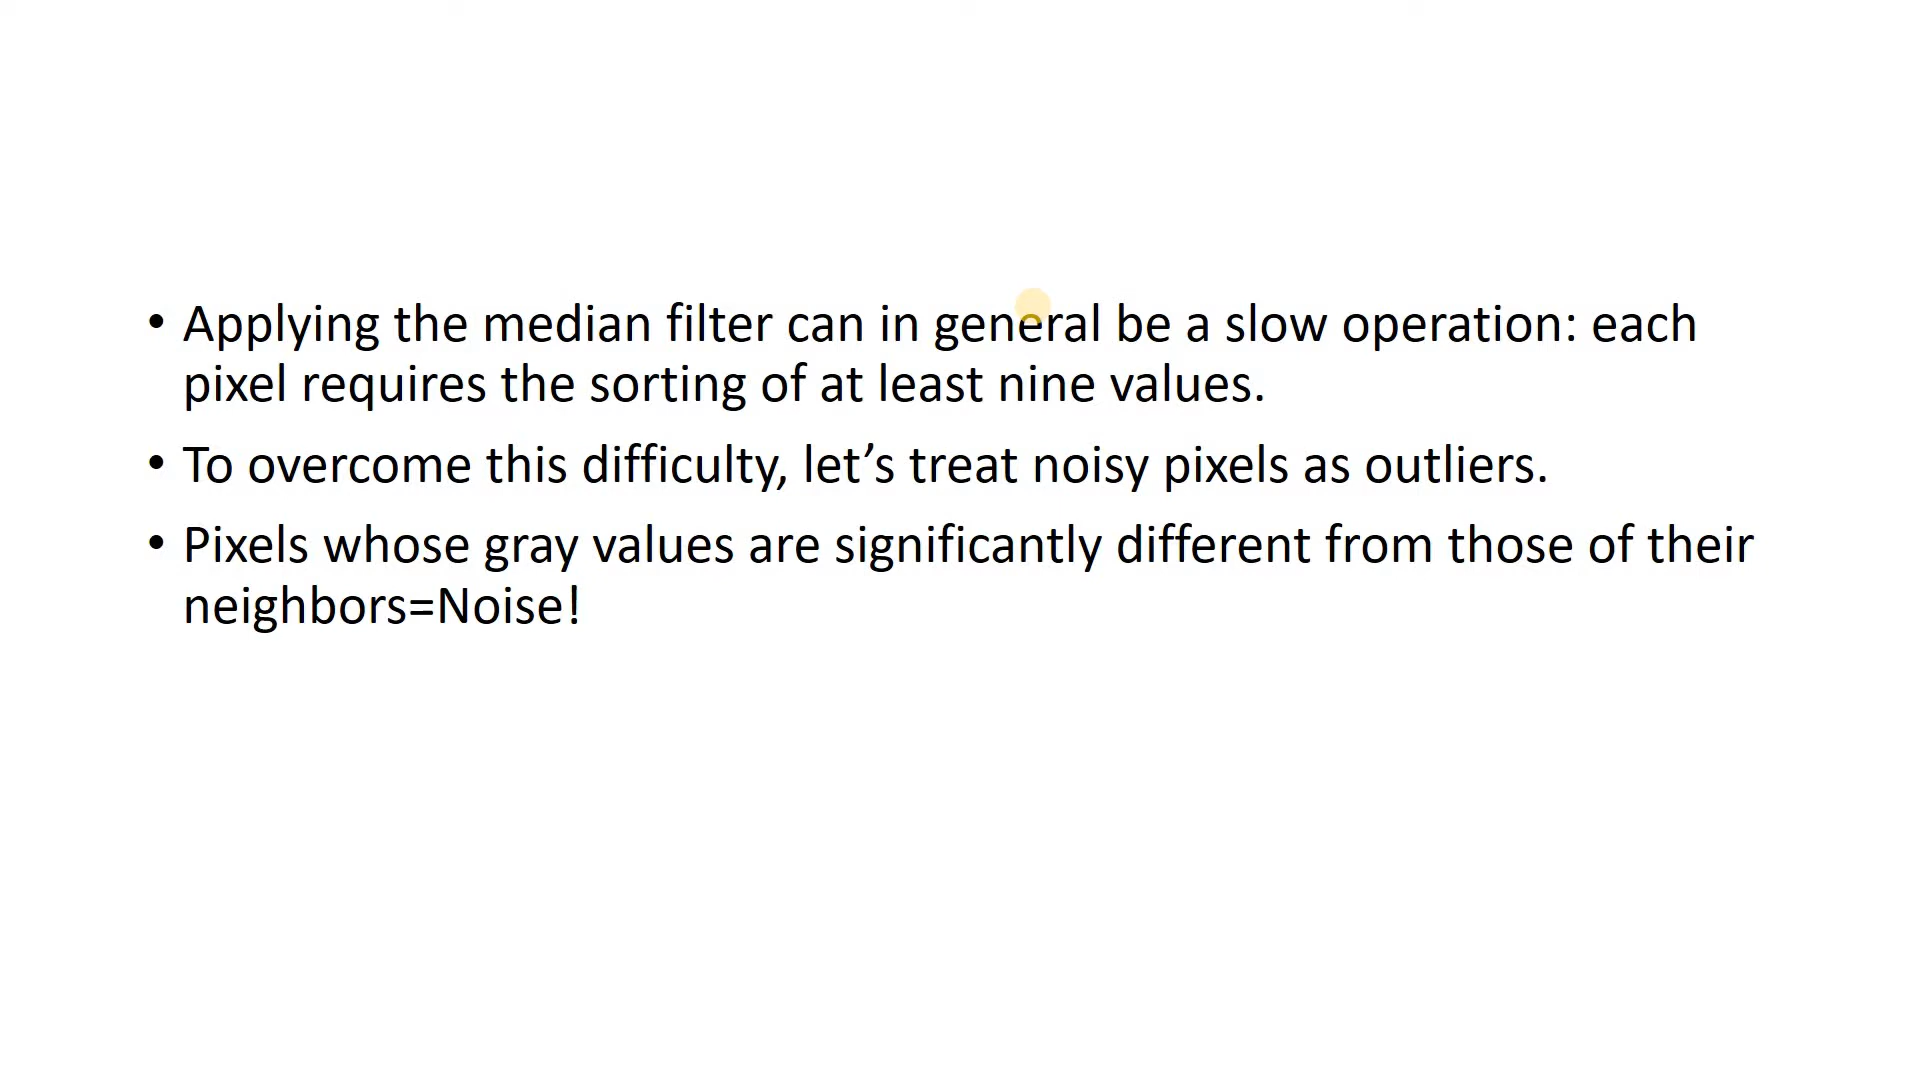 • Applying the median filter can in general be a slow operation: each
pixel requires the sorting of at least nine values.
• To overcome this difficulty, let’s treat noisy pixels as outliers.
• Pixels whose gray values are significantly different from those of their
neighbors=Noise!